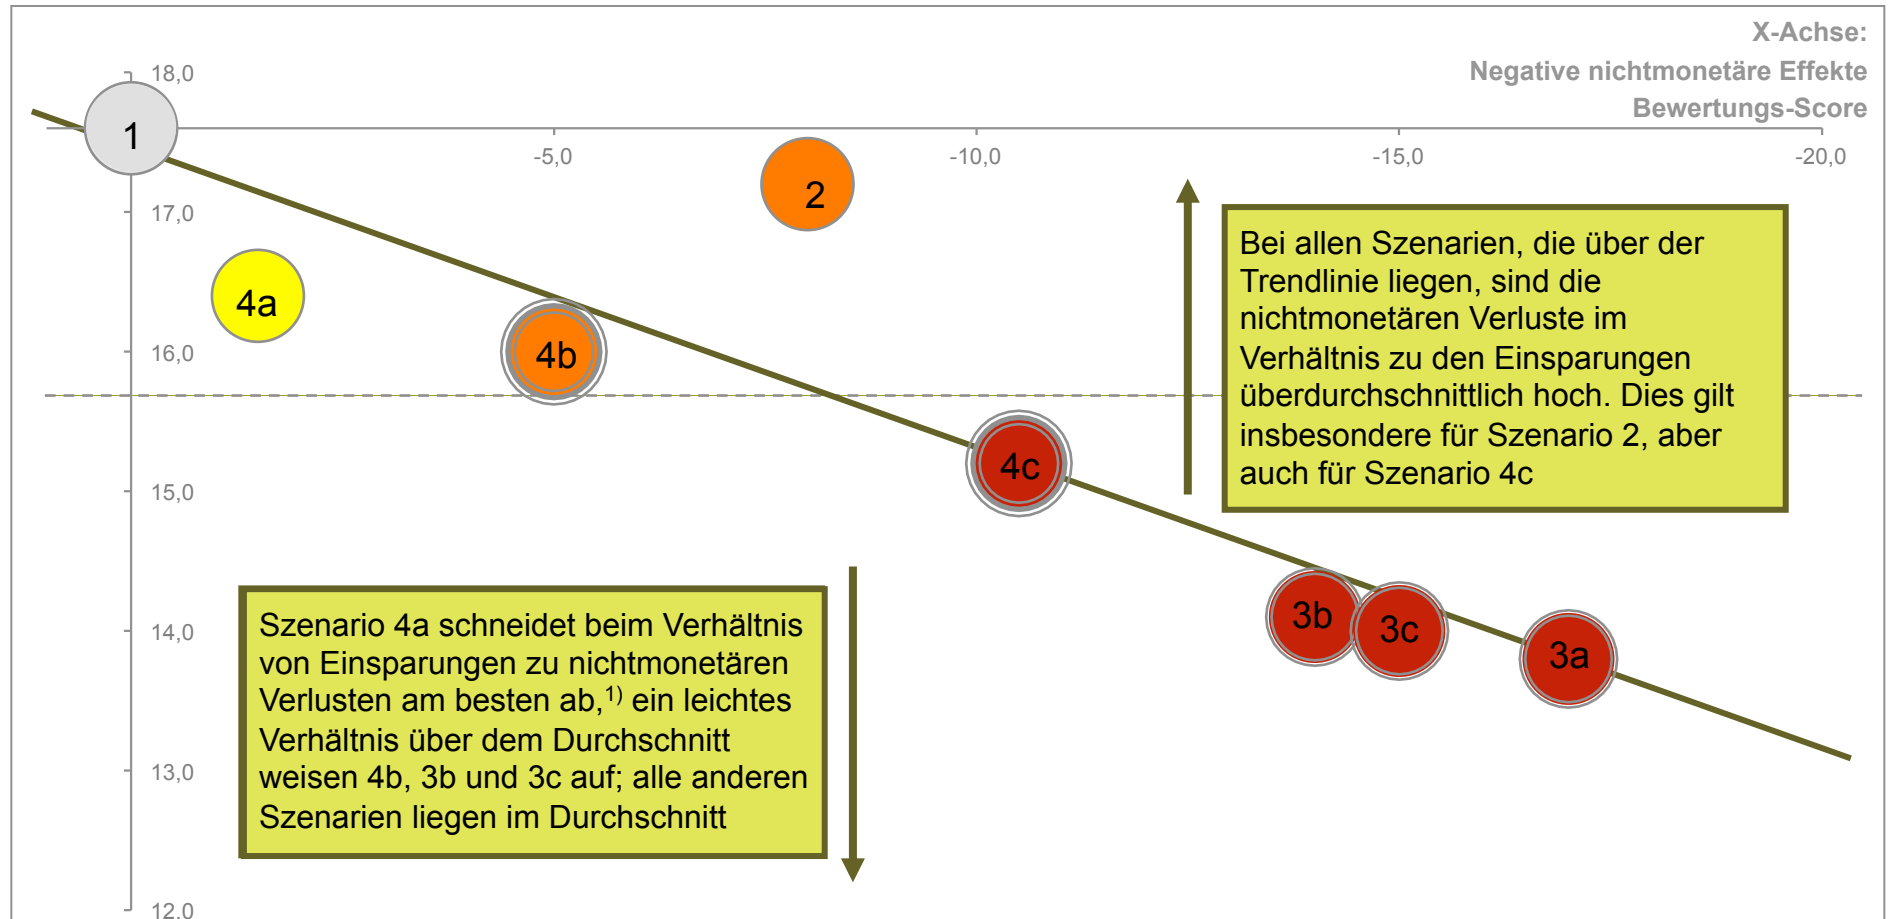 X-Achse:
Negative nichtmonetäre Effekte
Bewertungs-Score
18,0
1
-5,0
-10,0
-15,0
-20,0
2
17,0
4a
16,0
4b
Bei allen Szenarien, die über der
Trendlinie liegen, sind die
nichtmonetären Verluste im
Verhältnis zu den Einsparungen
überdurchschnittlich hoch. Dies gilt
insbesondere für Szenario 2, aber
auch für Szenario 4c
4c
15,0
14,0
3b
3c
3a
Szenario 4a schneidet beim Verhältnis
von Einsparungen zu nichtmonetären
Verlusten am besten ab,1) ein leichtes
Verhältnis über dem Durchschnitt
weisen 4b, 3b und 3c auf; alle anderen
Szenarien liegen im Durchschnitt
13,0
12,0